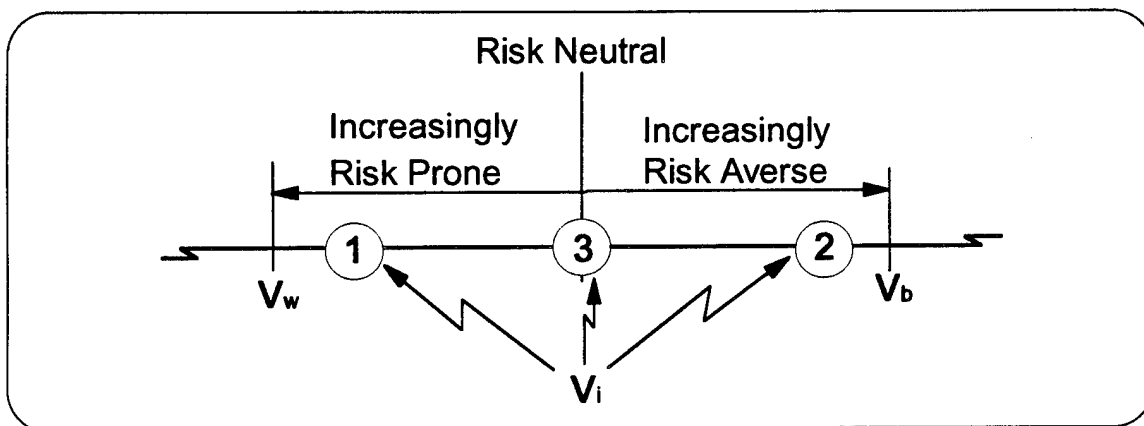 Risk Neutral
Increasingly
Risk Prone
Increasingly
Risk Averse
1
3
2
Vw
Vb
Vi